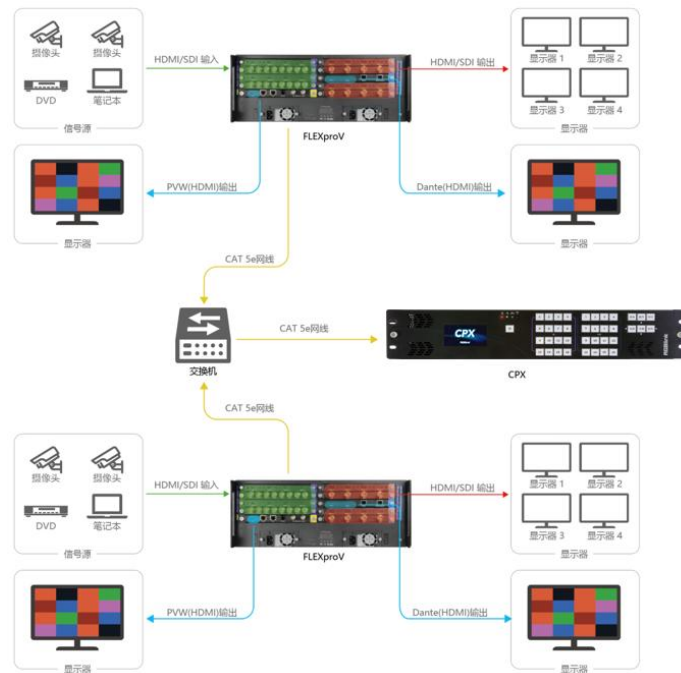 摄像头
摄像头
DVD
笔记本
信号源
HDMI/SDI 输入
FLEXproV
HDMI/SDI 输出
显示器 1
显示器 2
显示器 3
显示器 4
显示器
PVW(HDMI)输出
显示器
Dante(HDMI)输出
显示器
CAT 5e网线
交换机
CAT 5e网线
CPX
CPX
CAT 5e网线
摄像头
摄像头
DVD
笔记本
信号源
HDMI/SDI 输入
FLEXproV
HDMI/SDI 输出
显示器 1
显示器 2
显示器 3
显示器 4
显示器
PVW(HDMI)输出
显示器
Dante(HDMI)输出
显示器